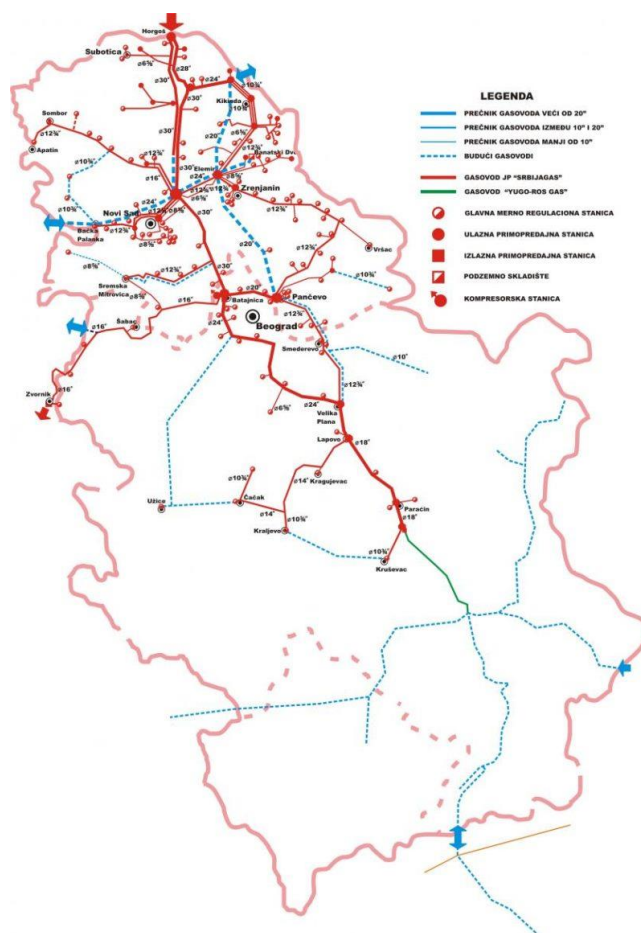 Horgoš
Subotica
ø6⅝"
ø28"
ø30"
ø30"
ø24"
ø10¾"
Kikinda
10¾"
Sombor
ø12¾"
Apatin
ø10¾"
ø12¾"
ø16"
ø30"
ø20"
ø6⅝"
ø12¾"
Banatski Dvor
Elemir
ø24"
ø8⅝"
Zrenjanin
ø12¾"
ø24"
ø12¾"
ø6⅝"
ø10¾"
Novi Sad
Bačka
Palanka
ø12¾"
ø30"
ø20"
ø12¾"
Vršac
ø8⅝"
ø12¾"
ø30"
ø10¾"
Sremska
Mitrovica
ø8⅝"
ø16"
ø20"
Batajnica
Pančevo
ø16"
Šabac
ø24"
Beograd
ø12¾"
Smederevo
ø10"
Zvornik
ø16"
ø12¾"
ø24"
ø6⅝"
Velika
Plana
Lapovo
ø18"
ø10¾"
ø14"
Kragujevac
Užice
Čačak
ø14"
ø10¾"
Kraljevo
Paraćin
ø18"
ø10¾"
Kruševac
LEGENDA
PREČNIK GASOVODA VEĆI OD 20"
PREČNIK GASOVODA IZMEĐU 10" I 20"
PREČNIK GASOVODA MANJI OD 10"
BUDUĆI GASOVODI
GASOVOD JP "SRBIJAGAS"
GASOVOD "YUGO-ROS GAS"
GLAVNA MERNO REGULACIONA STANICA
ULAZNA PRIMOPREDAJNA STANICA
IZLAZNA PRIMOPREDAJNA STANICA
PODZEMNO SKLADIŠTE
KOMPRESORSKA STANICA